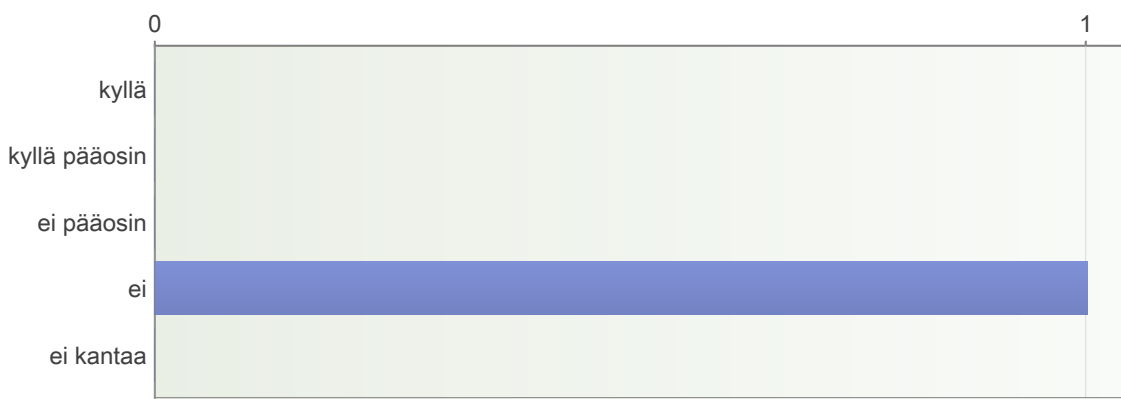 0 1
kyllä
kyllä pääosin
ei pääosin
ei
ei kantaa